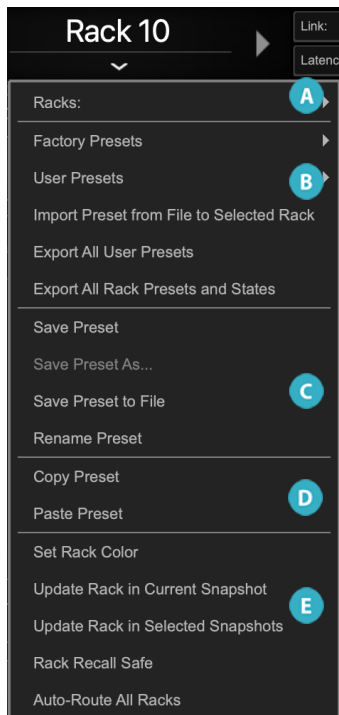 Rack 10
Link:
Latenc
Racks:
A
Factory Presets
User Presets
B
Import Preset from File to Selected Rack
Export All User Presets
Export All Rack Presets and States
Save Preset
Save Preset As...
Save Preset to File
C
Rename Preset
Copy Preset
D
Paste Preset
Set Rack Color
Update Rack in Current Snapshot
E
Update Rack in Selected Snapshots
Rack Recall Safe
Auto-Route All Racks